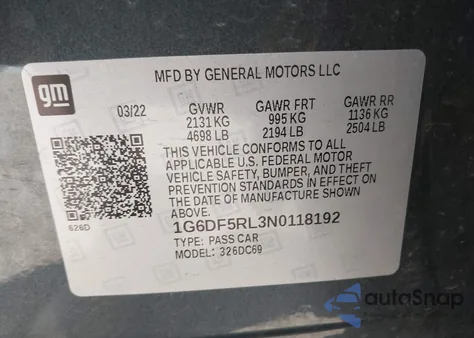 gm
MFD BY GENERAL MOTORS LLC
03/22 GVWR GAWR FRT GAWR RR
2131 KG 995 KG 1136 KG
4698 LB 2194 LB 2504 LB
THIS VEHICLE CONFORMS TO ALL
APPLICABLE U.S. FEDERAL MOTOR
VEHICLE SAFETY, BUMPER, AND THEFT
PREVENTION STANDARDS IN EFFECT
ON THE DATE OF MANUFACTURE
SHOWN ABOVE.
626D
1G6DF5RL3N0118192
TYPE: PASS CAR
MODEL: 326DC69
autoSnap